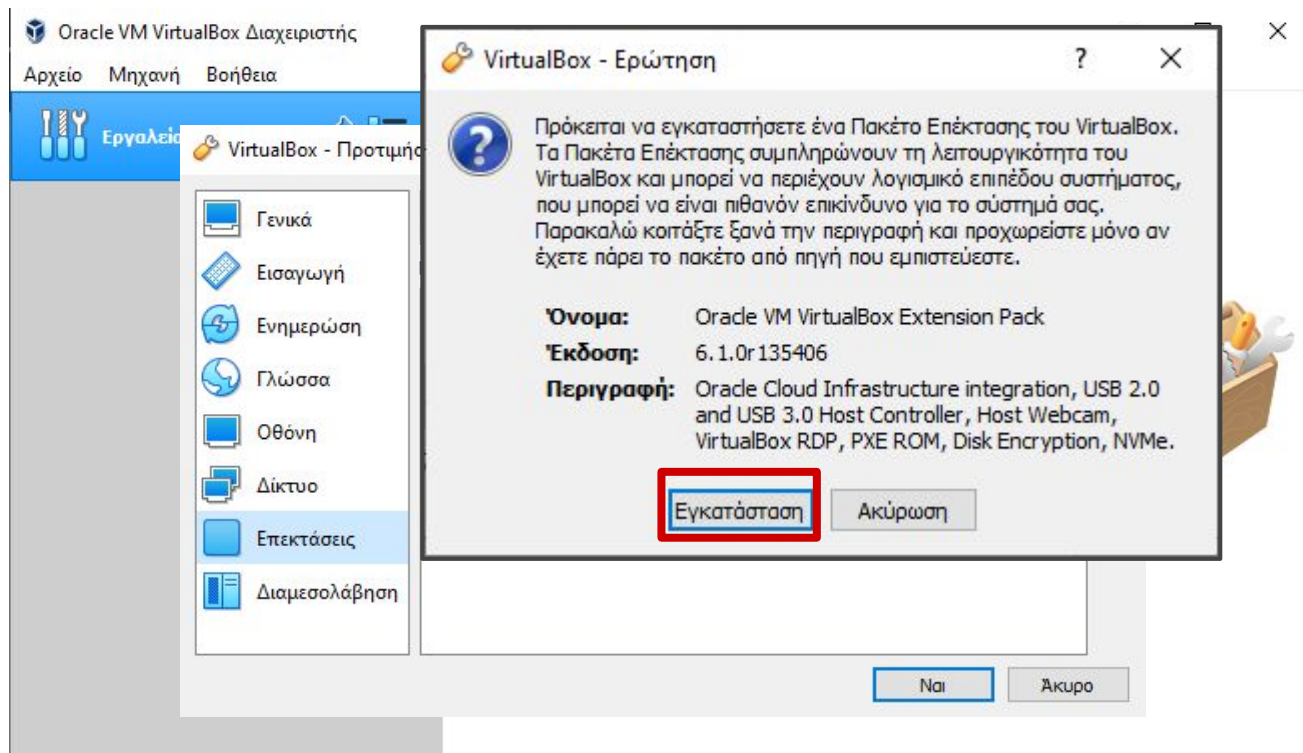 Oracle VM VirtualBox Διαχειριστής
Αρχείο Μηχανή Βοήθεια
Εργαλεία
VirtualBox - Προτιμή
Γενικά
Εισαγωγή
Ενημερώση
Γλώσσα
Οθόνη
Δίκτυο
Επεκτάσεις
Διαμεσολάβηση
Ναι Άκυρο
VirtualBox - Ερώτηση ?
Πρόκειται να εγκαταστήσετε ένα Πακέτο Επέκτασης του VirtualBox.
Τα Πακέτα Επέκτασης συμπληρώνουν τη λειτουργικότητα του
VirtualBox και μπορεί να περιέχουν λογισμικό επιπέδου συστήματος,
που μπορεί να είναι πιθανόν επικίνδυνο για το σύστημά σας.
Παρακαλώ κοιτάξτε ξανά την περιγραφή και προχωρείστε μόνο αν
έχετε πάρει το πακέτο από πηγή που εμπιστεύεστε.
Όνομα: Oracle VM VirtualBox Extension Pack
Έκδοση: 6.1.0r135406
Περιγραφή: Oracle Cloud Infrastructure integration, USB 2.0
and USB 3.0 Host Controller, Host Webcam,
VirtualBox RDP, PXE ROM, Disk Encryption, NVMe.
Εγκατάσταση Ακύρωση